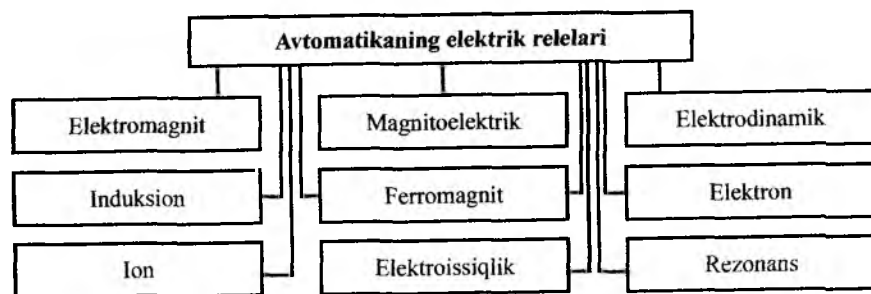 Avtomatikaning elektrik relelari
Elektromagnit
Magnitoelektrik
Elektrodinamik
Induksion
Ferromagnit
Elektron
Ion
Elektroissiqlik
Rezonans